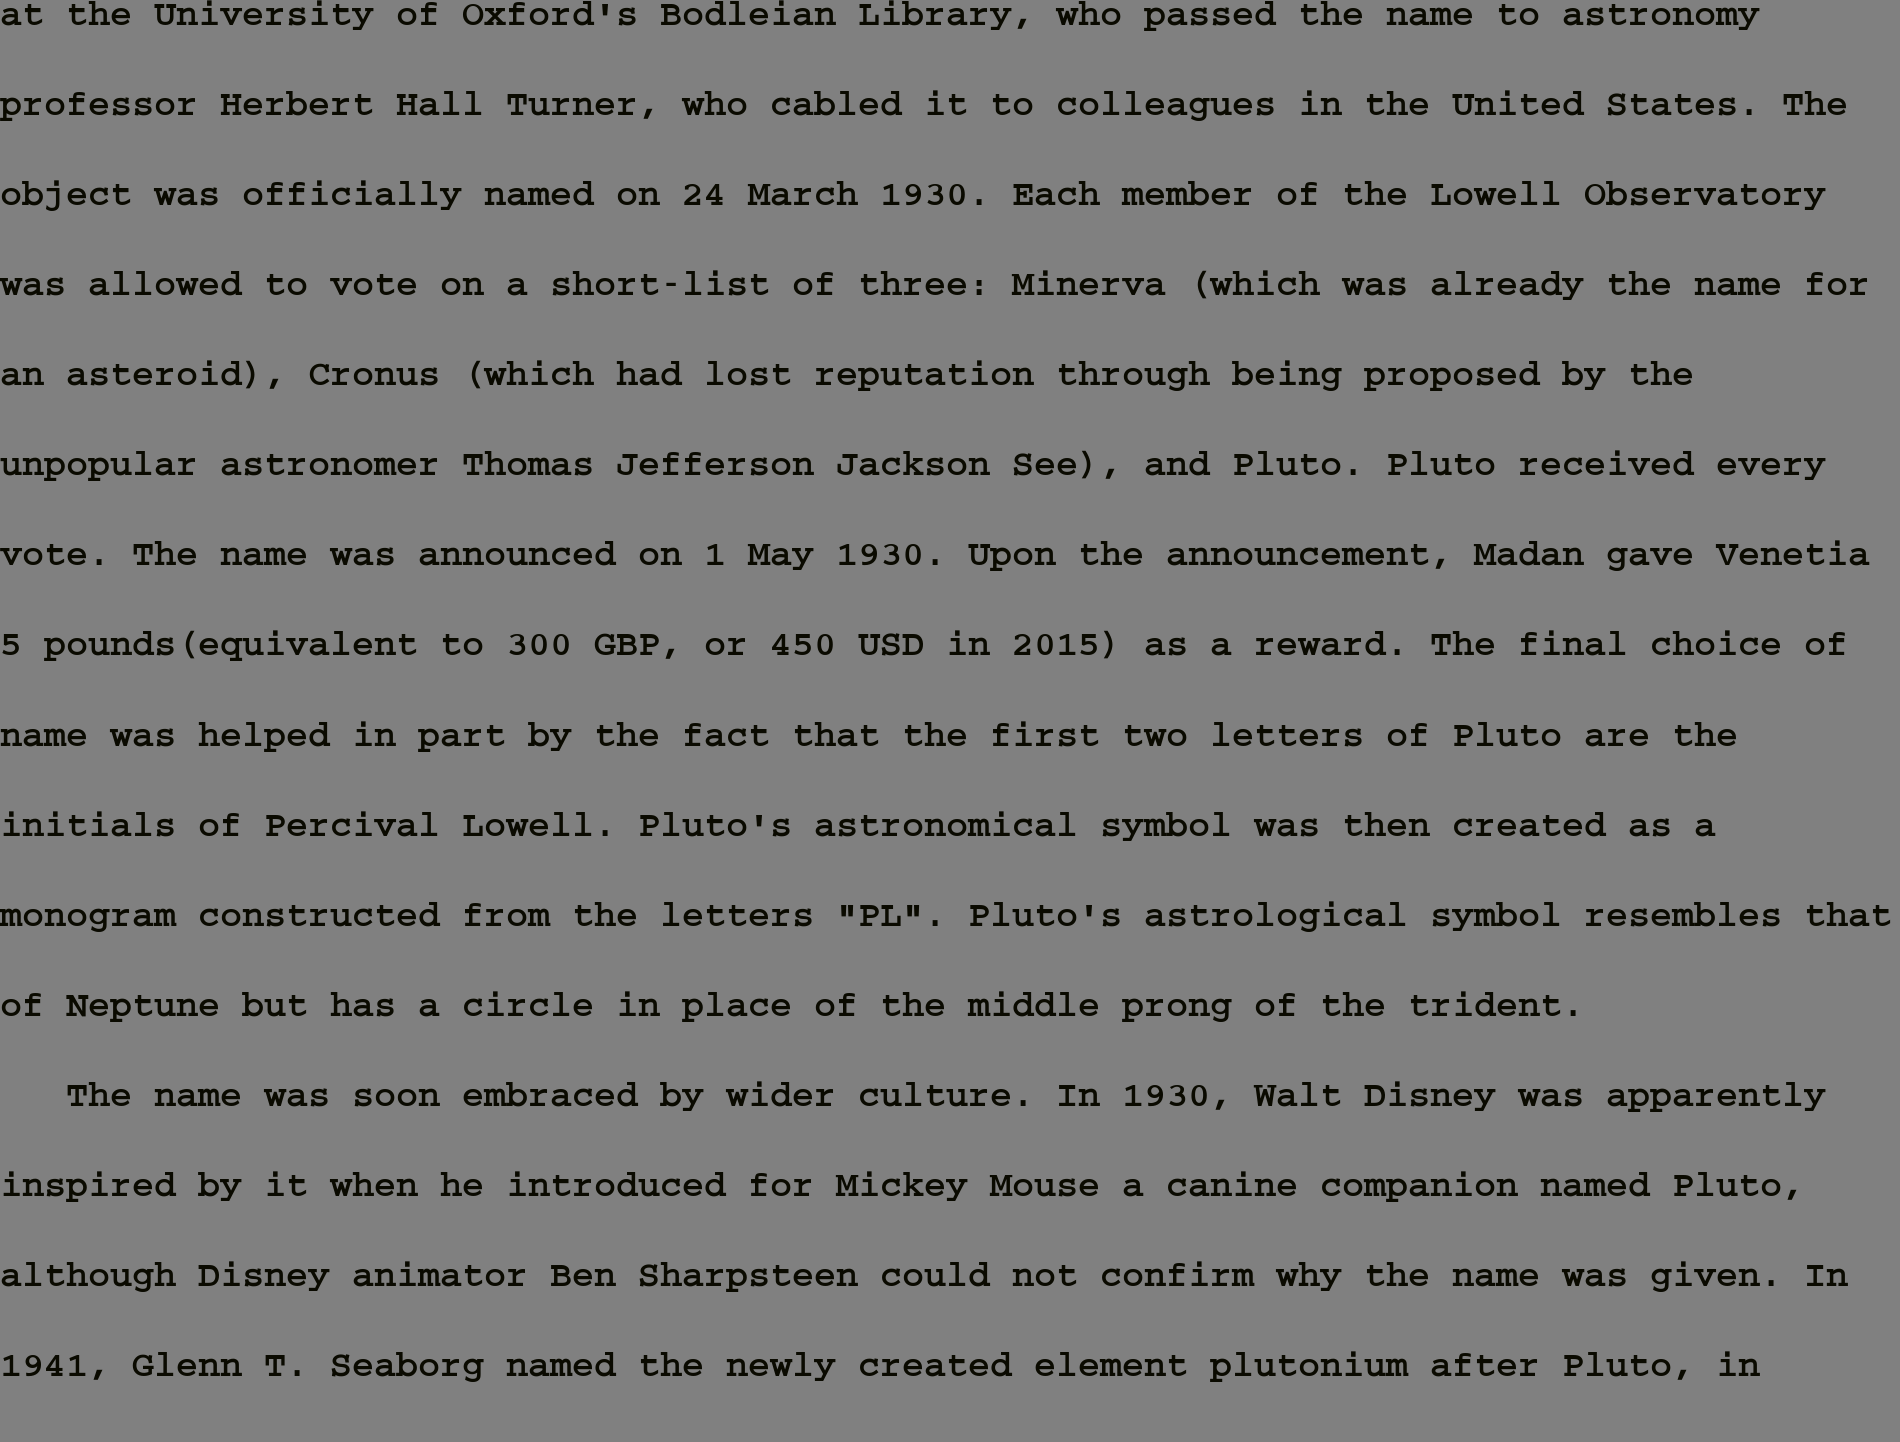 at the University of Oxford's Bodleian Library, who passed the name to astronomy
professor Herbert Hall Turner, who cabled it to colleagues in the United States. The
object was officially named on 24 March 1930. Each member of the Lowell Observatory
was allowed to vote on a short-list of three: Minerva (which was already the name for
an asteroid), Cronus (which had lost reputation through being proposed by the
unpopular astronomer Thomas Jefferson Jackson See), and Pluto. Pluto received every
vote. The name was announced on 1 May 1930. Upon the announcement, Madan gave Venetia
5 pounds(equivalent to 300 GBP, or 450 USD in 2015) as a reward. The final choice of
name was helped in part by the fact that the first two letters of Pluto are the
initials of Percival Lowell. Pluto's astronomical symbol was then created as a
monogram constructed from the letters "PL". Pluto's astrological symbol resembles that
of Neptune but has a circle in place of the middle prong of the trident.
The name was soon embraced by wider culture. In 1930, Walt Disney was apparently
inspired by it when he introduced for Mickey Mouse a canine companion named Pluto,
although Disney animator Ben Sharpsteen could not confirm why the name was given. In
1941, Glenn T. Seaborg named the newly created element plutonium after Pluto, in